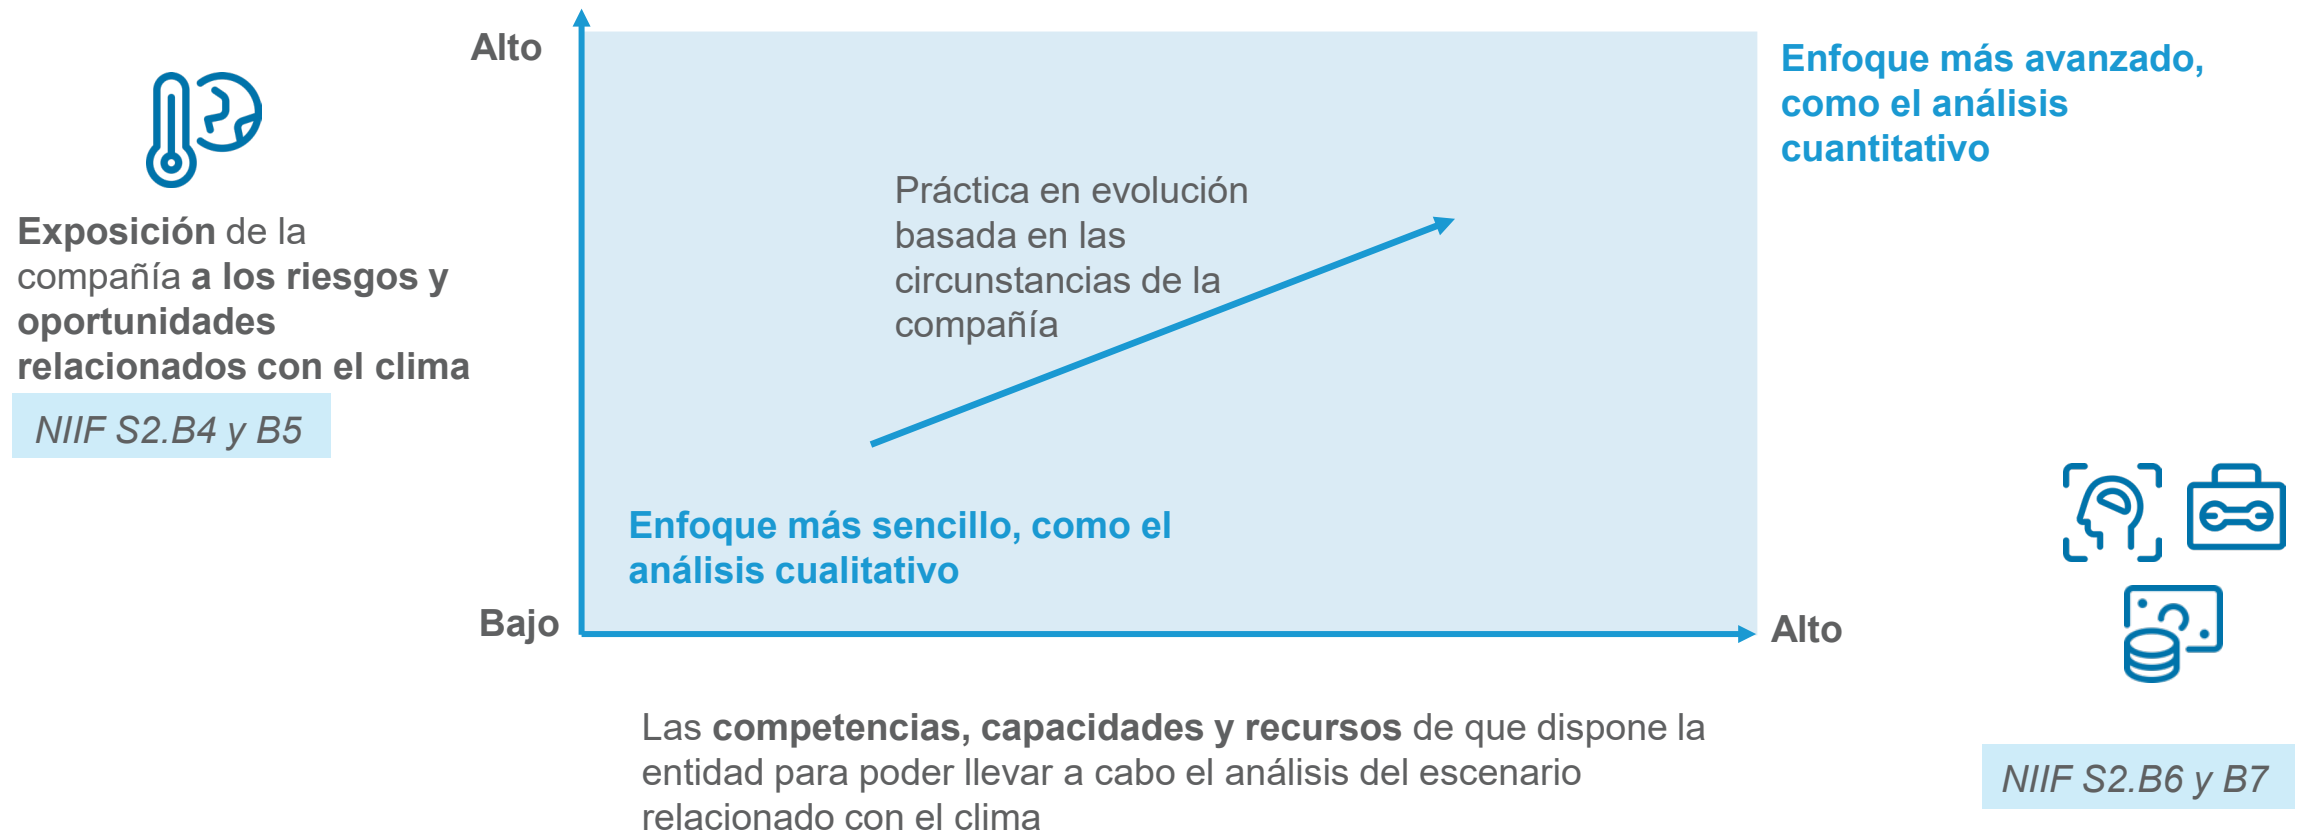 Alto
Enfoque más avanzado,
como el análisis
cuantitativo
Práctica en evolución
basada en las
circunstancias de la
compañía
Exposición de la
compañía a los riesgos y
oportunidades
relacionados con el clima
NIIF S2.B4 y B5
Enfoque más sencillo, como el
análisis cualitativo
Bajo
Alto
Las competencias, capacidades y recursos de que dispone la
entidad para poder llevar a cabo el análisis del escenario
relacionado con el clima
NIIF S2.B6 y B7